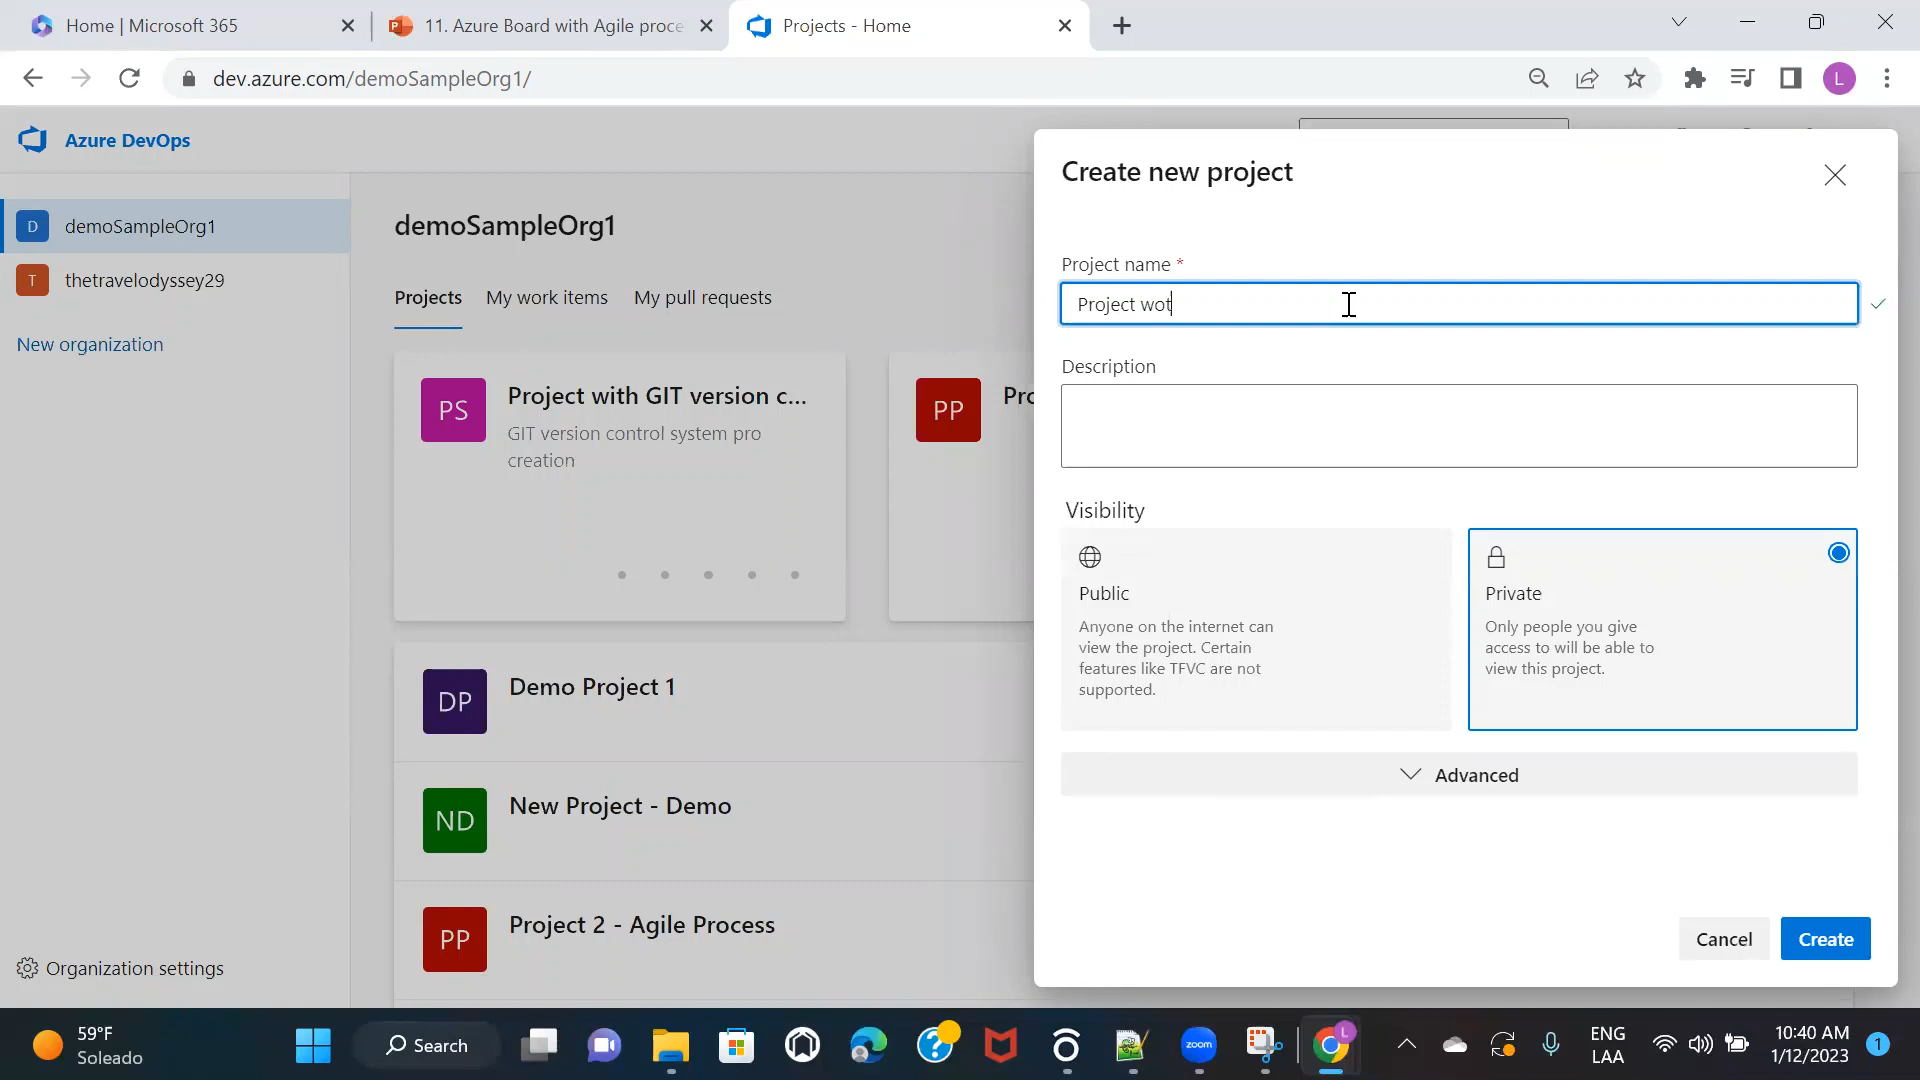 Home | Microsoft 365
11. Azure Board with Agile proce
Projects - Home
dev.azure.com/demoSampleOrg1/
L
Azure DevOps
Create new project
D demoSampleOrg1
T thetravelodyssey29
New organization
demoSampleOrg1
Projects My work items My pull requests
PS Project with GIT version c...
GIT version control system pro
creation
PP Pro
DP Demo Project 1
ND New Project - Demo
PP Project 2 - Agile Process
Organization settings
Project name *
Project wot
Description
Visibility
Public
Anyone on the internet can
view the project. Certain
features like TFVC are not
supported.
Private
Only people you give
access to will be able to
view this project.
Advanced
Cancel Create
59°F
Soleado
Search
zoom
L
ENG
LAA
10:40 AM
1/12/2023
1